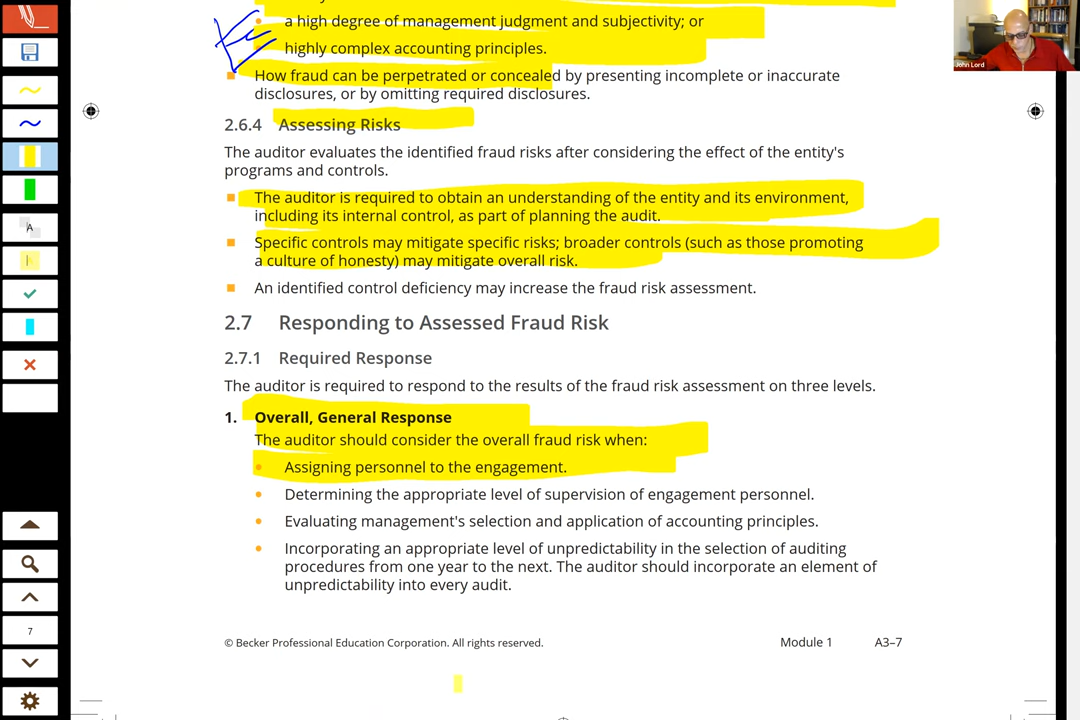 a high degree of management judgment and subjectivity; or
highly complex accounting principles.
How fraud can be perpetrated or concealed by presenting incomplete or inaccurate
disclosures, or by omitting required disclosures.
2.6.4 Assessing Risks
The auditor evaluates the identified fraud risks after considering the effect of the entity's
programs and controls.
The auditor is required to obtain an understanding of the entity and its environment,
including its internal control, as part of planning the audit.
Specific controls may mitigate specific risks; broader controls (such as those promoting
a culture of honesty) may mitigate overall risk.
An identified control deficiency may increase the fraud risk assessment.
2.7 Responding to Assessed Fraud Risk
2.7.1 Required Response
The auditor is required to respond to the results of the fraud risk assessment on three levels.
1. Overall, General Response
The auditor should consider the overall fraud risk when:
Assigning personnel to the engagement.
Determining the appropriate level of supervision of engagement personnel.
Evaluating management's selection and application of accounting principles.
Incorporating an appropriate level of unpredictability in the selection of auditing
procedures from one year to the next. The auditor should incorporate an element of
unpredictability into every audit.
© Becker Professional Education Corporation. All rights reserved.
Module 1 A3–7
John Lord
A
7